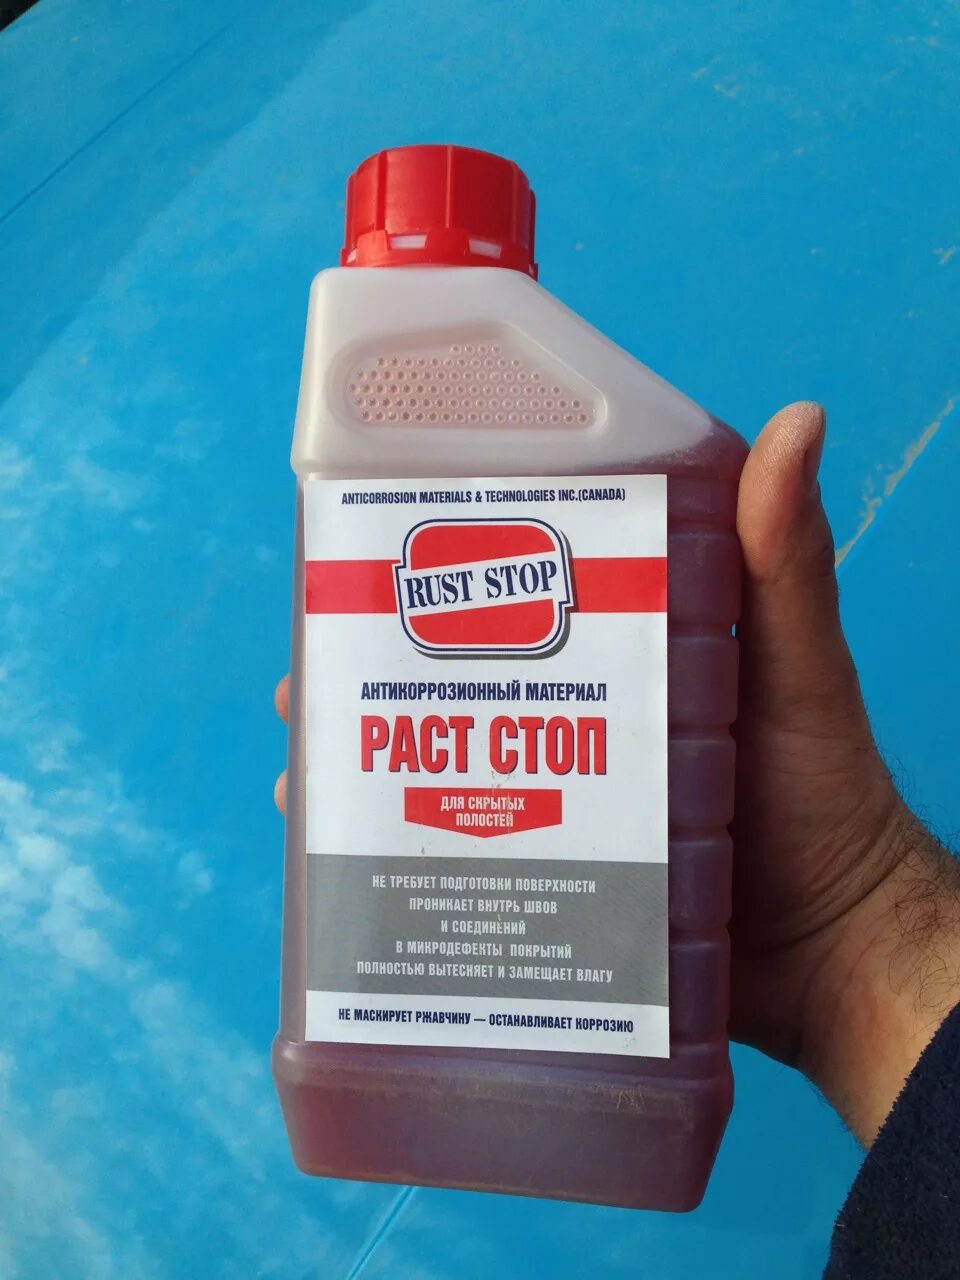 ANTICORROSION MATERIALS & TECHNOLOGIES INC.(CANADA)
RUST STOP
АНТИКОРРОЗИОННЫЙ МАТЕРИАЛ
РАСТ СТОП
ДЛЯ СКРЫТЫХ
ПОЛОСТЕЙ
НЕ ТРЕБУЕТ ПОДГОТОВКИ ПОВЕРХНОСТИ
ПРОНИКАЕТ ВНУТРЬ ШВОВ
И СОЕДИНЕНИЙ
В МИКРОДЕФЕКТЫ ПОКРЫТИЙ
ПОЛНОСТЬЮ ВЫТЕСНЯЕТ И ЗАМЕЩАЕТ ВЛАГУ
НЕ МАСКИРУЕТ РЖАВЧИНУ — ОСТАНАВЛИВАЕТ КОРРОЗИЮ